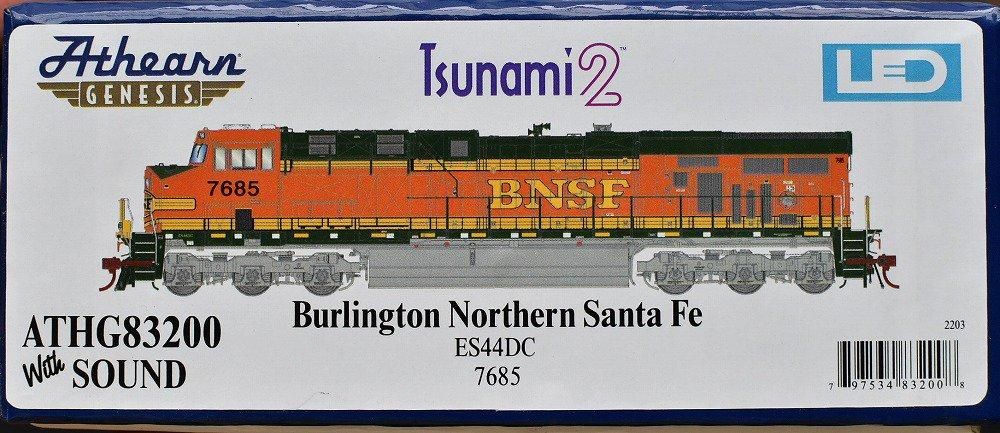 Athearn
GENESIS®
Tsunami2™
LED
7685
BNSF
ATHG83200
With SOUND
Burlington Northern Santa Fe
ES44DC
7685
2203
7 97534 83200 8